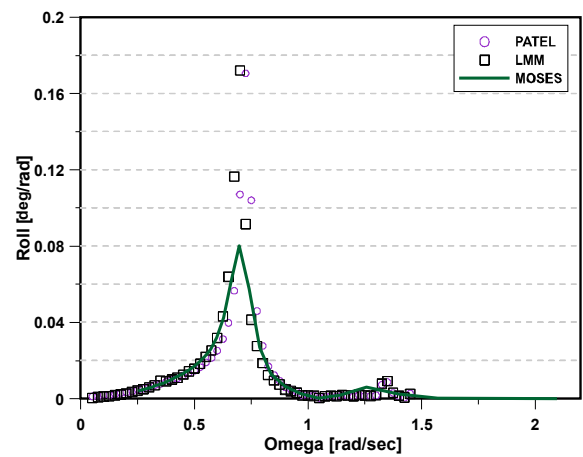 0.2
0.16
0.12
0.08
0.04
0
Roll [deg/rad]
PATEL
LMM
MOSES
0
0.5
1
1.5
2
Omega [rad/sec]